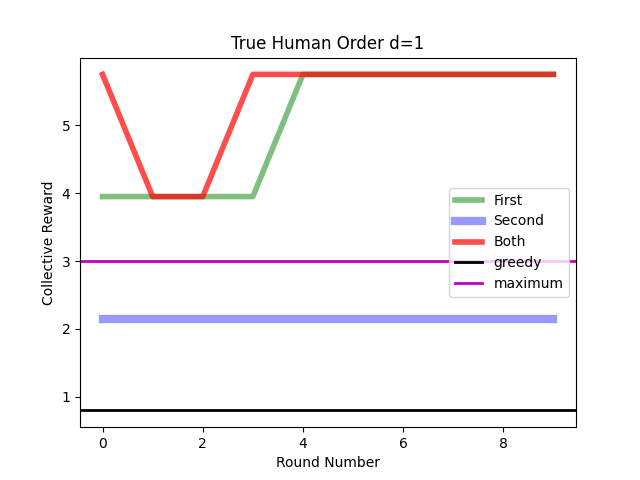 True Human Order d=1
Collective Reward
5
4
3
2
1
First
Second
Both
greedy
maximum
0 2 4 6 8
Round Number